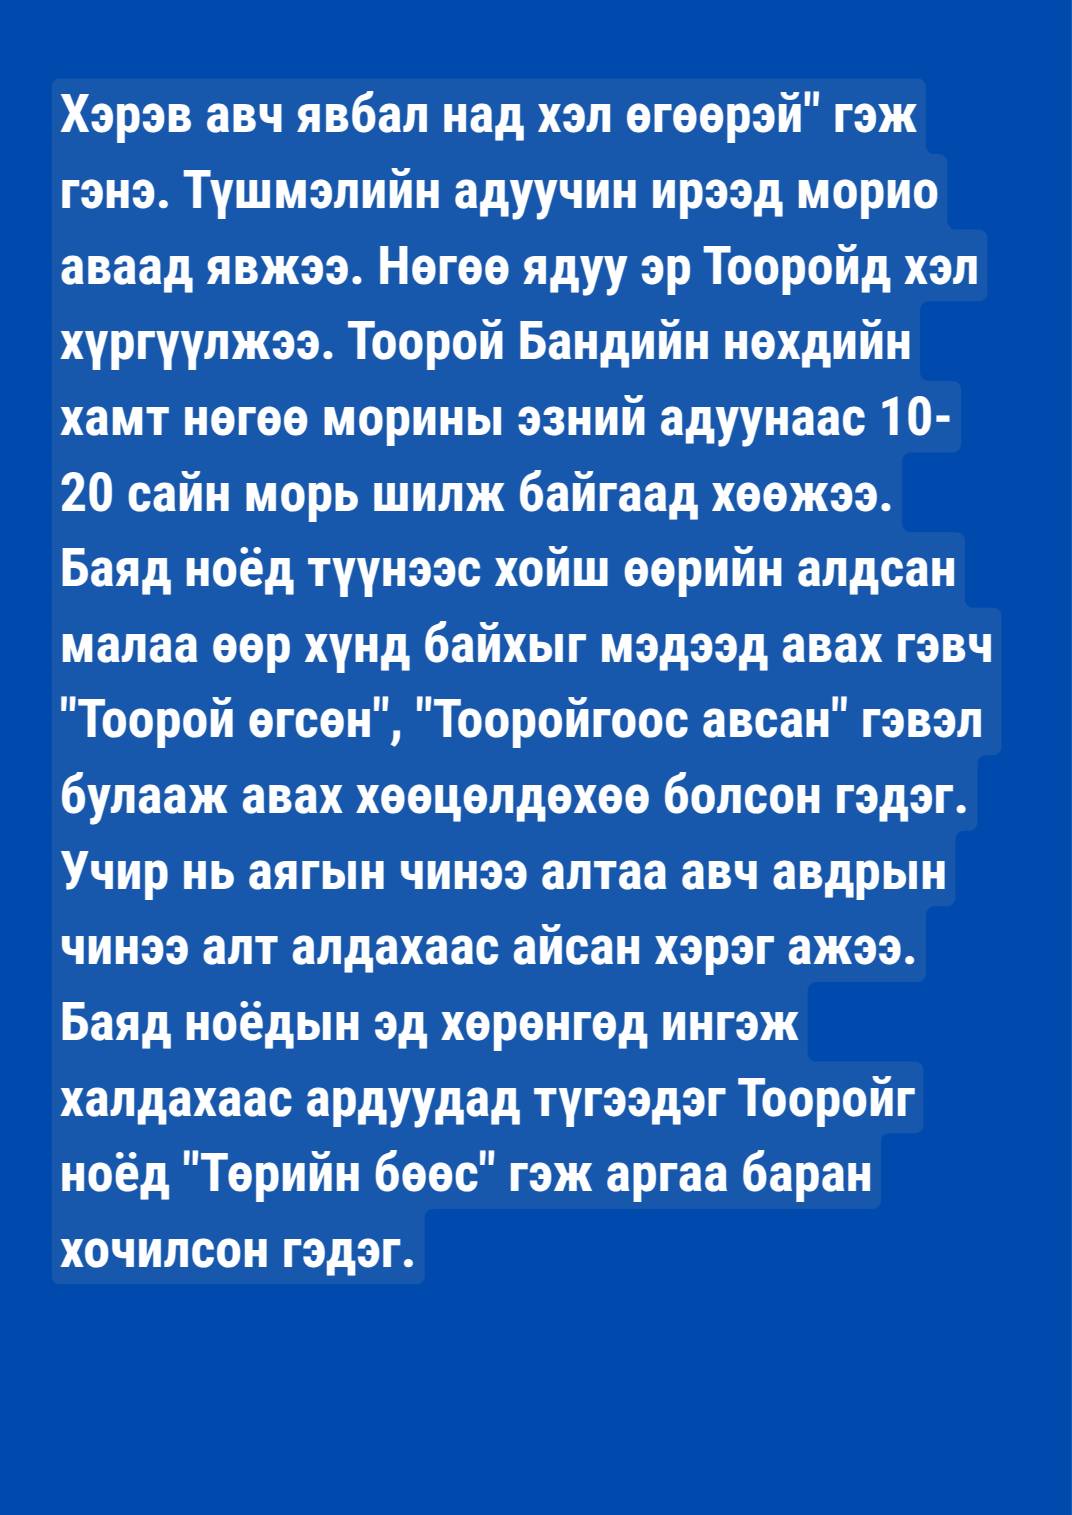 Хэрэв авч явбал над хэл өгөөрэй" гэж
гэнэ. Түшмэлийн адуучин ирээд морио
аваад явжээ. Нөгөө ядуу эр Тооройд хэл
хүргүүлжээ. Тоорой Бандийн нөхдийн
хамт нөгөө морины эзний адуунаас 10-
20 сайн морь шилж байгаад хөөжээ.
Баяд ноёд түүнээс хойш өөрийн алдсан
малаа өөр хүнд байхыг мэдээд авах гэвч
"Тоорой өгсөн", "Тооройгоос авсан" гэвэл
булааж авах хөөцөлдөхөө болсон гэдэг.
Учир нь аягын чинээ алтаа авч авдрын
чинээ алт алдахаас айсан хэрэг ажээ.
Баяд ноёдын эд хөрөнгөд ингэж
халдахаас ардуудад түгээдэг Тооройг
ноёд "Төрийн бөөс" гэж аргаа баран
хочилсон гэдэг.